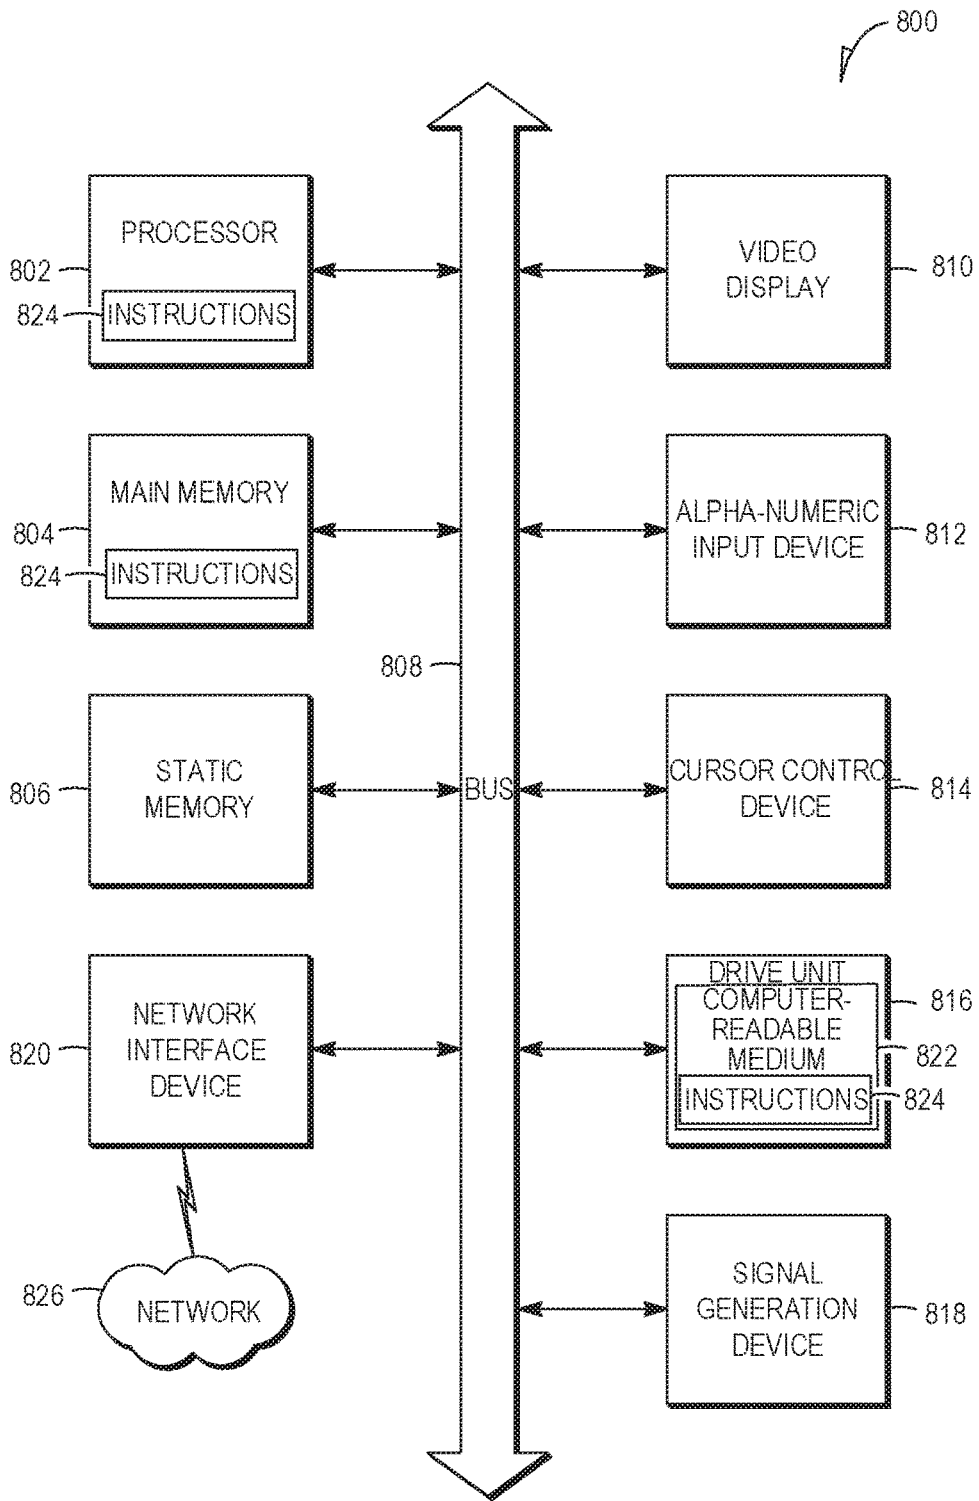 800
PROCESSOR
802
824
INSTRUCTIONS
VIDEO
DISPLAY
810
MAIN MEMORY
804
824
INSTRUCTIONS
ALPHA-NUMERIC
INPUT DEVICE
812
808
STATIC
MEMORY
806
BUS
CURSOR CONTRO
DEVICE
814
NETWORK
INTERFACE
DEVICE
820
DRIVE UNIT
816
COMPUTER-
READABLE
MEDIUM
822
INSTRUCTIONS
824
826
NETWORK
SIGNAL
GENERATION
DEVICE
818